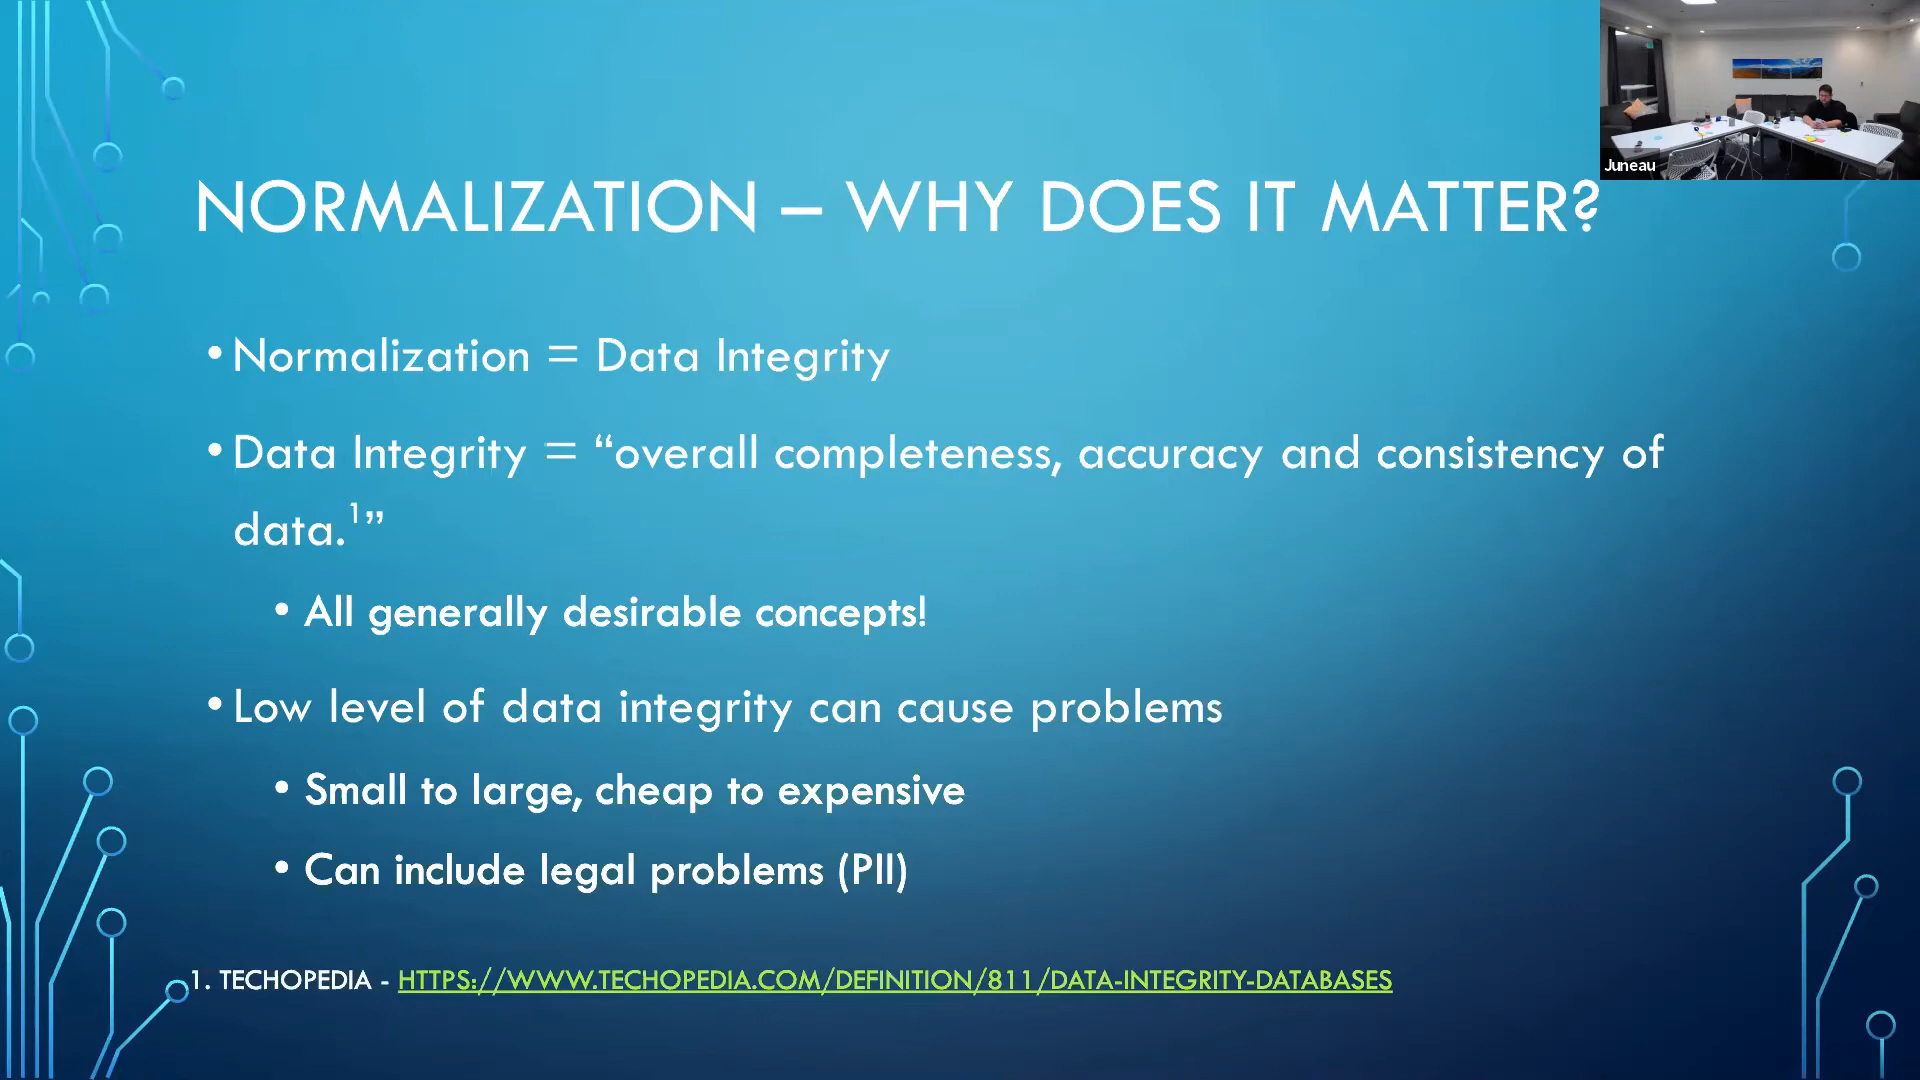 Juneau
NORMALIZATION – WHY DOES IT MATTER?
• Normalization = Data Integrity
• Data Integrity = “overall completeness, accuracy and consistency of
data.¹”
• All generally desirable concepts!
• Low level of data integrity can cause problems
• Small to large, cheap to expensive
• Can include legal problems (PII)
1. TECHOPEDIA - HTTPS://WWW.TECHOPEDIA.COM/DEFINITION/811/DATA-INTEGRITY-DATABASES